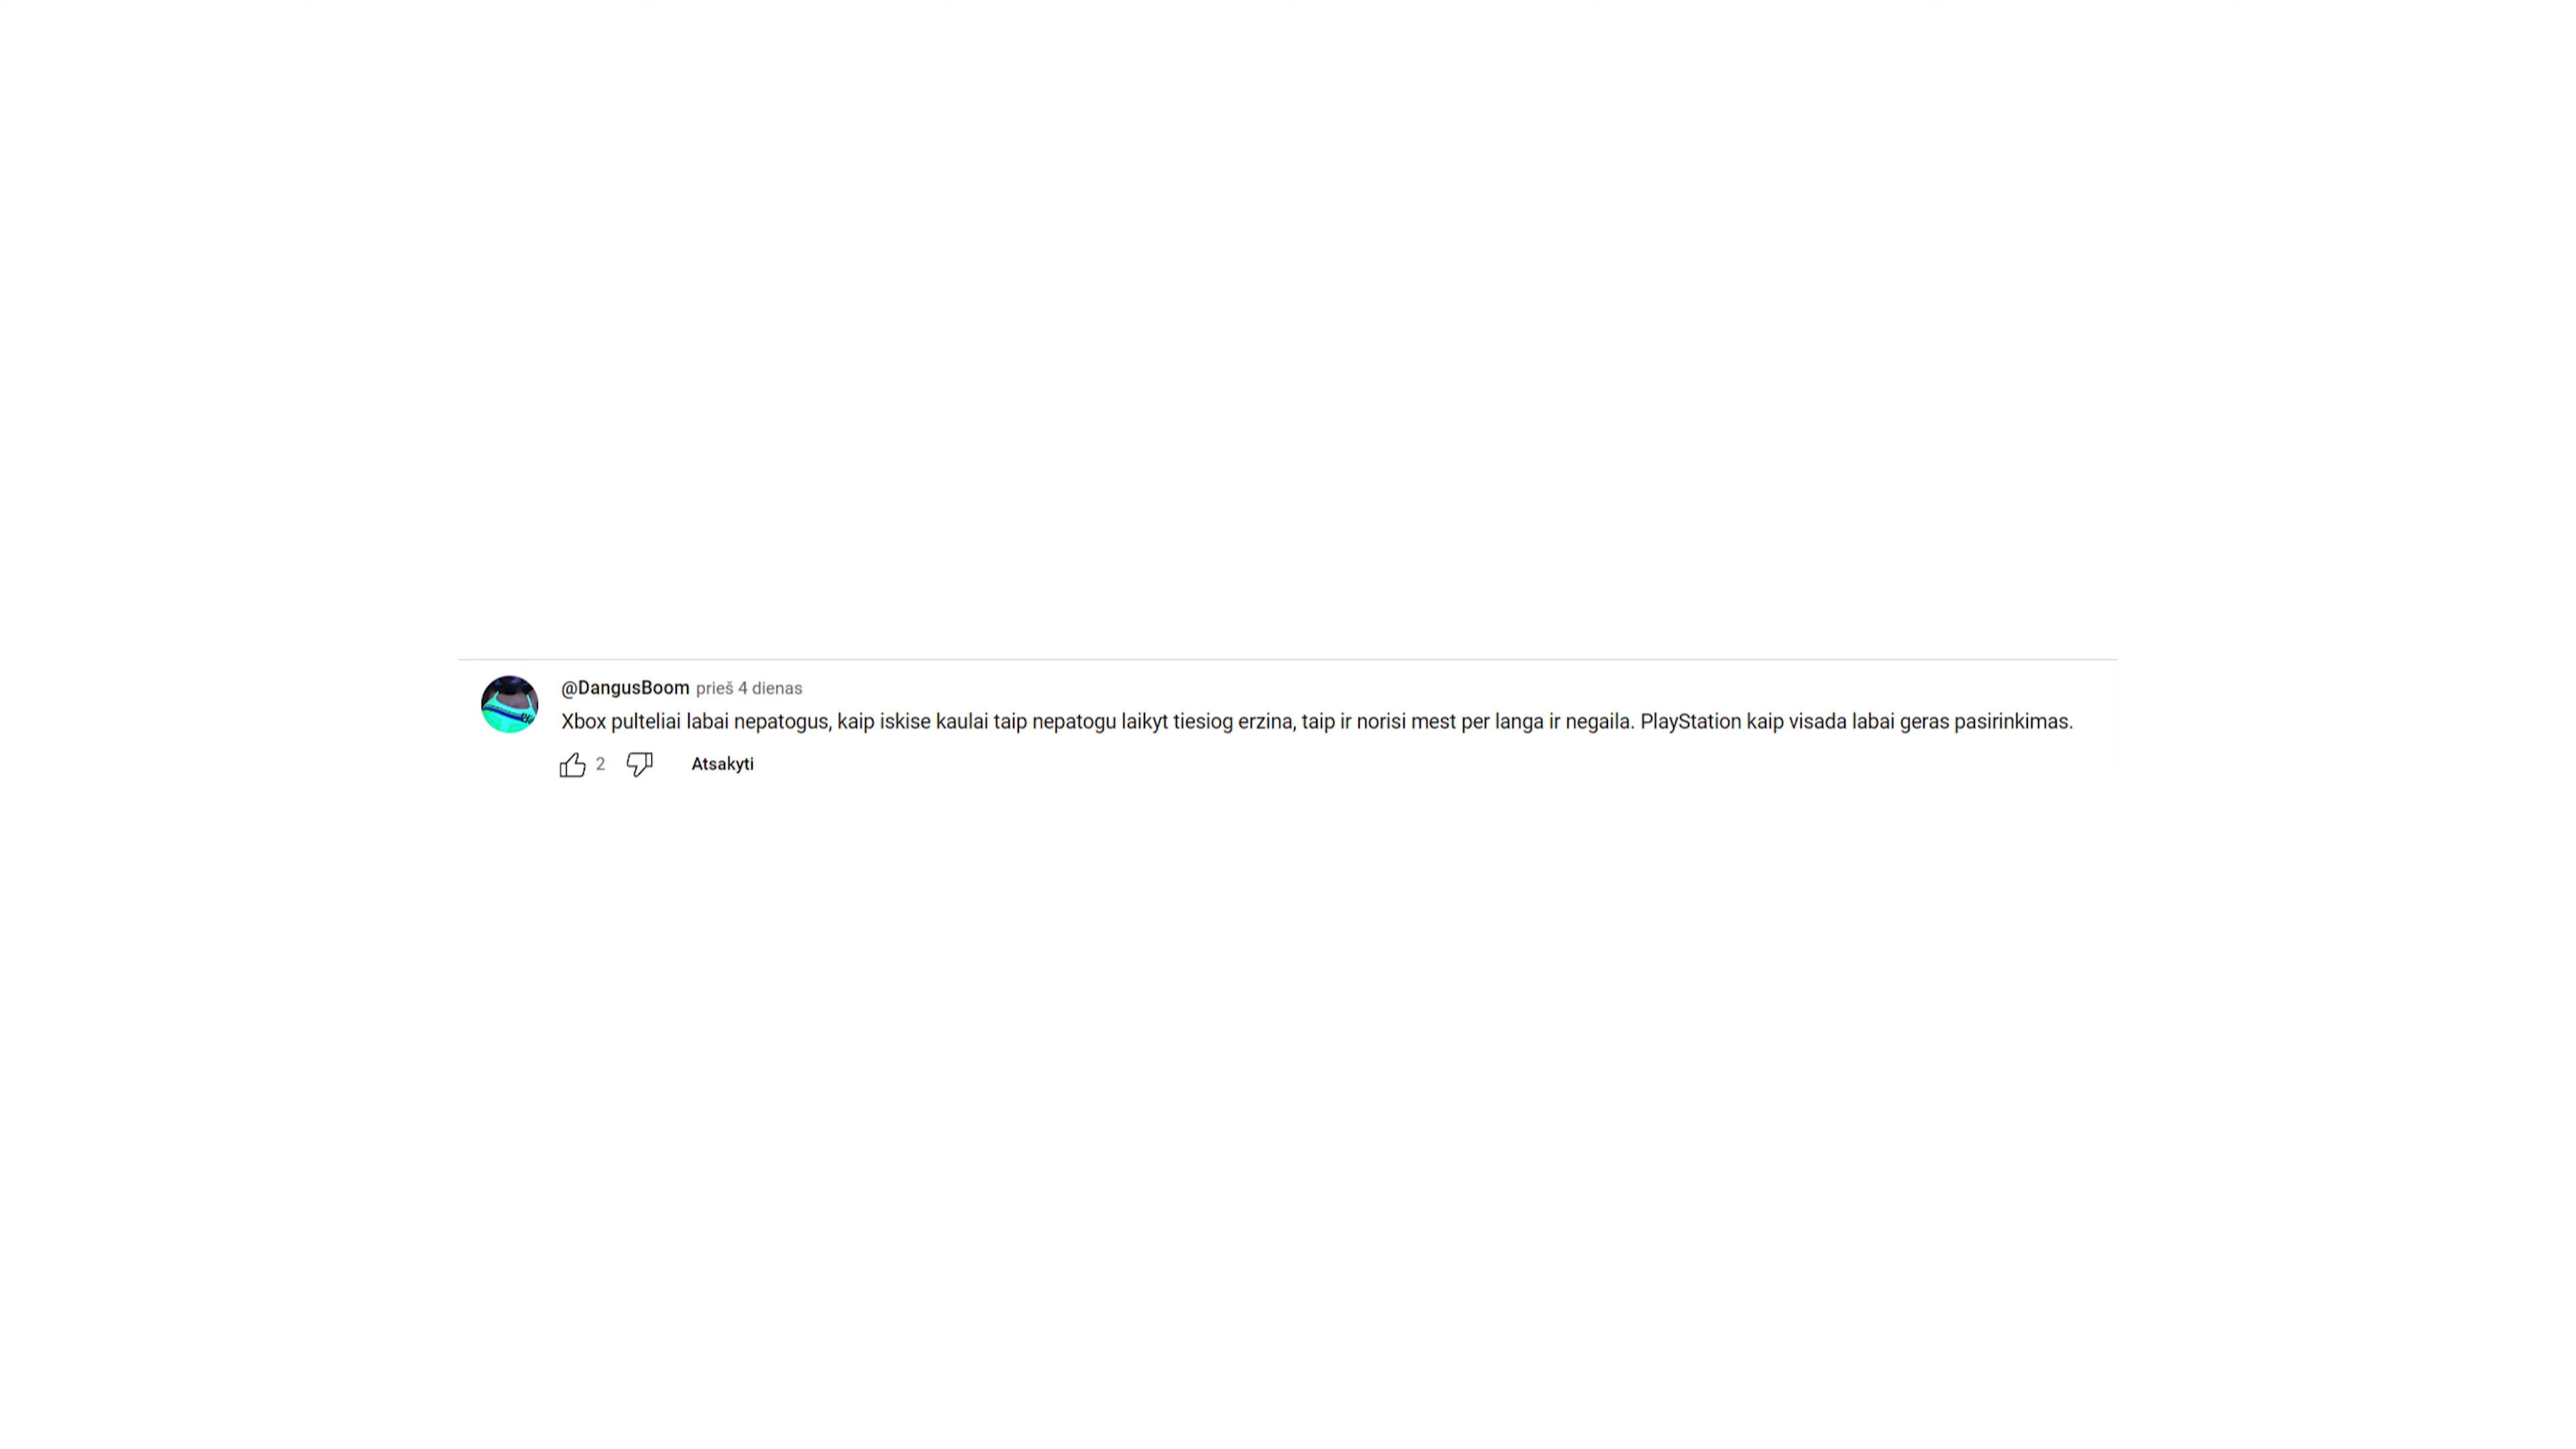 @DangusBoom prieš 4 dienas
Xbox pulteliai labai nepatogus, kaip iskise kaulai taip nepatogu laikyt tiesiog erzina, taip ir norisi mest per langa ir negaila. PlayStation kaip visada labai geras pasirinkimas.
2 Atsakyti